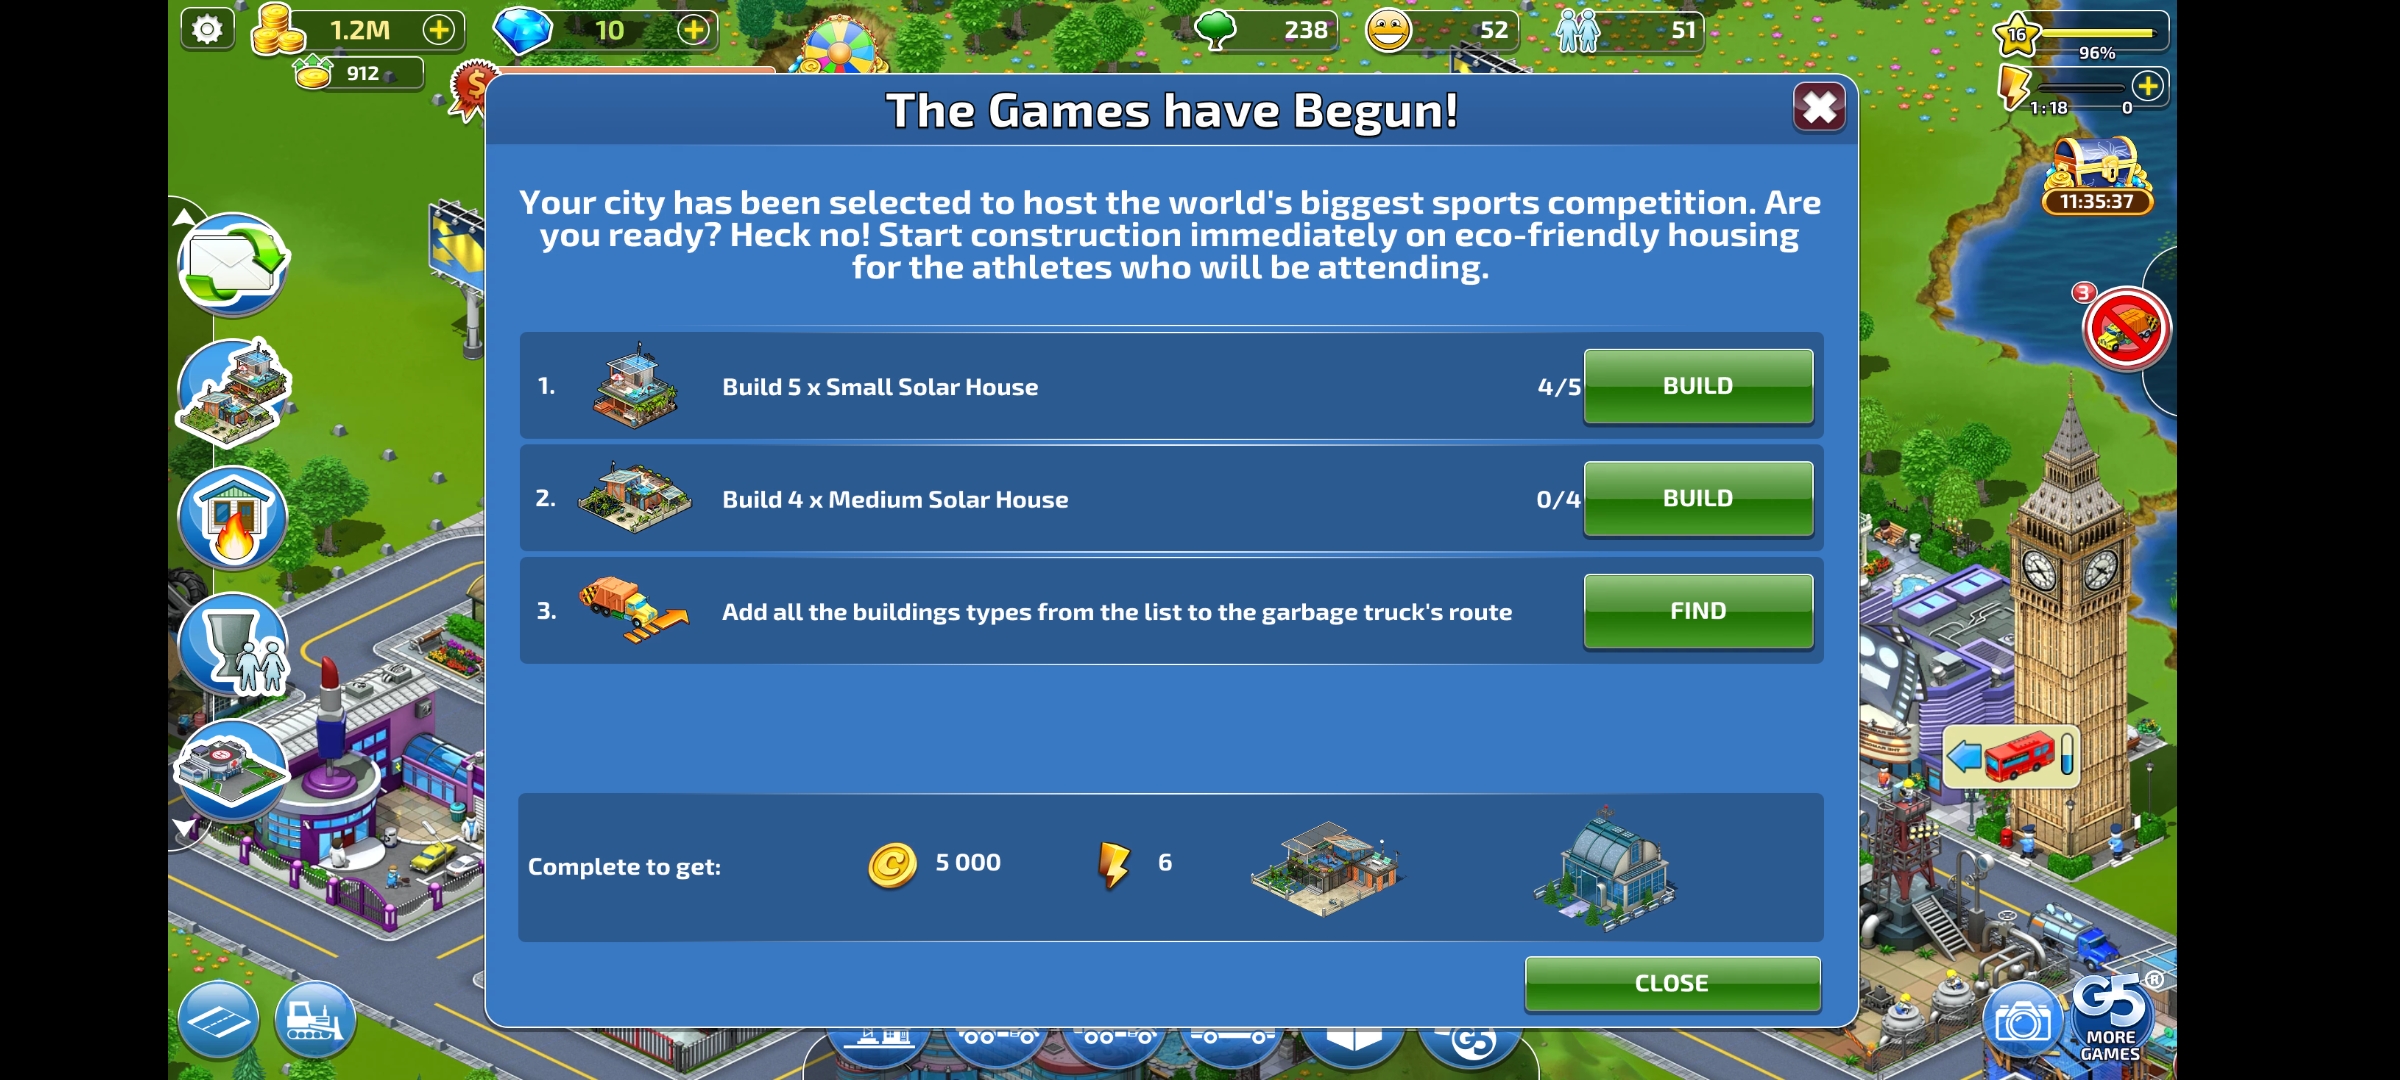 1.2M
10
238
52
51
16
96%
912
1:18
0
The Games have Begun!
11:35:37
Your city has been selected to host the world's biggest sports competition. Are
you ready? Heck no! Start construction immediately on eco-friendly housing
for the athletes who will be attending.
3
1. Build 5 x Small Solar House 4/5 BUILD
2. Build 4 x Medium Solar House 0/4 BUILD
3. Add all the buildings types from the list to the garbage truck's route FIND
Complete to get: 5 000 6
CLOSE
G5
G5®
MORE
GAMES